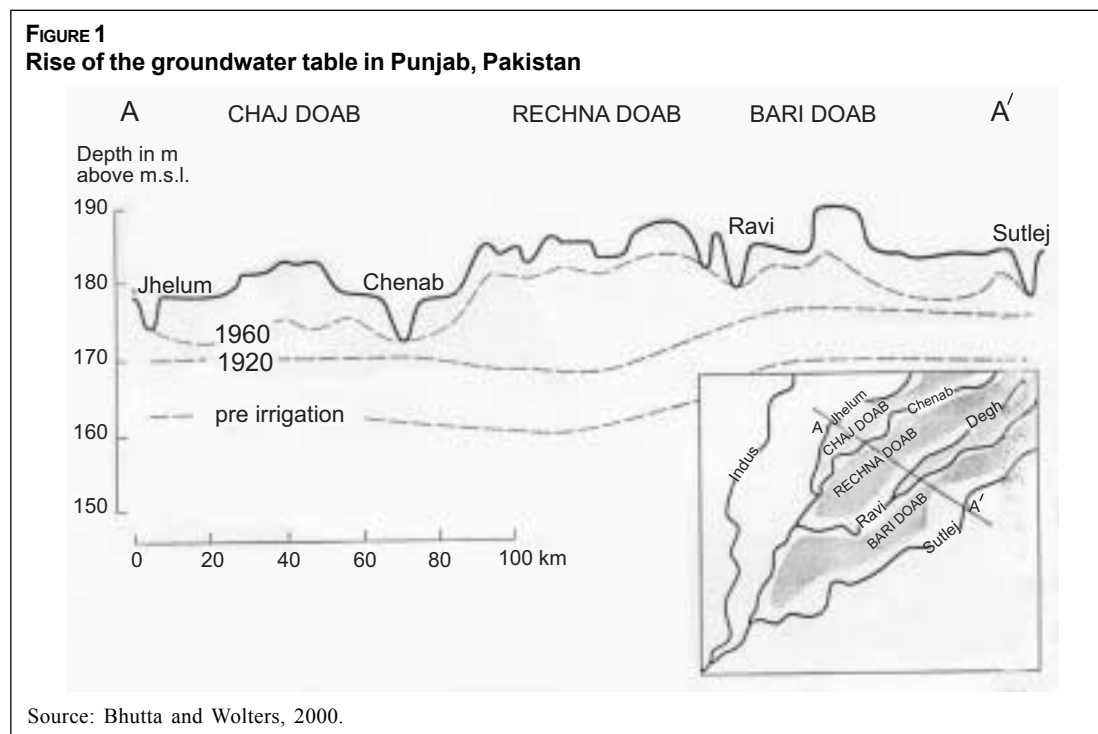 FIGURE 1
Rise of the groundwater table in Punjab, Pakistan
A CHAJ DOAB RECHNA DOAB BARI DOAB A′
Depth in m
above m.s.l.
190
180
170
160
150
Jhelum
Chenab
Ravi
Sutlej
1960
1920
pre irrigation
0 20 40 60 80 100 km
Indus
A
Jhelum
CHAJ DOAB
Chenab
RECHNA DOAB
Degh
Ravi
BARI DOAB
Sutlej
A′
Source: Bhutta and Wolters, 2000.